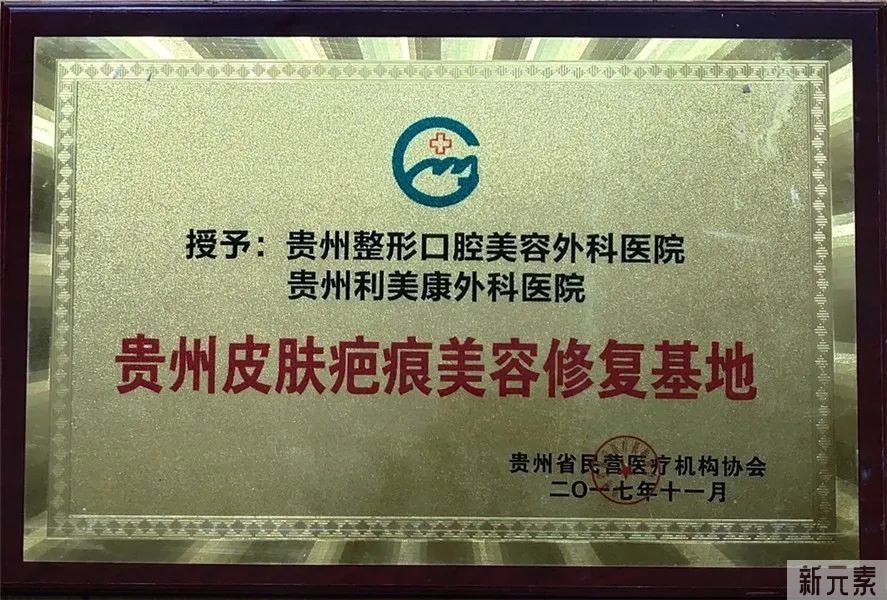 授予：贵州整形口腔美容外科医院
贵州利美康外科医院
贵州皮肤疤痕美容修复基地
贵州省民营医疗机构协会
二〇一七年十一月
新元素